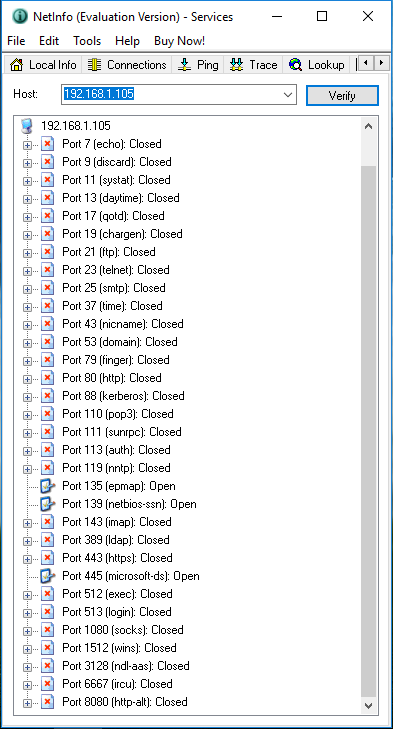 NetInfo (Evaluation Version) - Services
File Edit Tools Help Buy Now!
Local Info Connections Ping Trace Lookup
Host: 192.168.1.105 Verify
192.168.1.105
Port 7 (echo): Closed
Port 9 (discard): Closed
Port 11 (systat): Closed
Port 13 (daytime): Closed
Port 17 (qotd): Closed
Port 19 (chargen): Closed
Port 21 (ftp): Closed
Port 23 (telnet): Closed
Port 25 (smtp): Closed
Port 37 (time): Closed
Port 43 (nicname): Closed
Port 53 (domain): Closed
Port 79 (finger): Closed
Port 80 (http): Closed
Port 88 (kerberos): Closed
Port 110 (pop3): Closed
Port 111 (sunrpc): Closed
Port 113 (auth): Closed
Port 119 (nntp): Closed
Port 135 (epmap): Open
Port 139 (netbios-ssn): Open
Port 143 (imap): Closed
Port 389 (ldap): Closed
Port 443 (https): Closed
Port 445 (microsoft-ds): Open
Port 512 (exec): Closed
Port 513 (login): Closed
Port 1080 (socks): Closed
Port 1512 (wins): Closed
Port 3128 (ndl-aas): Closed
Port 6667 (ircu): Closed
Port 8080 (http-alt): Closed